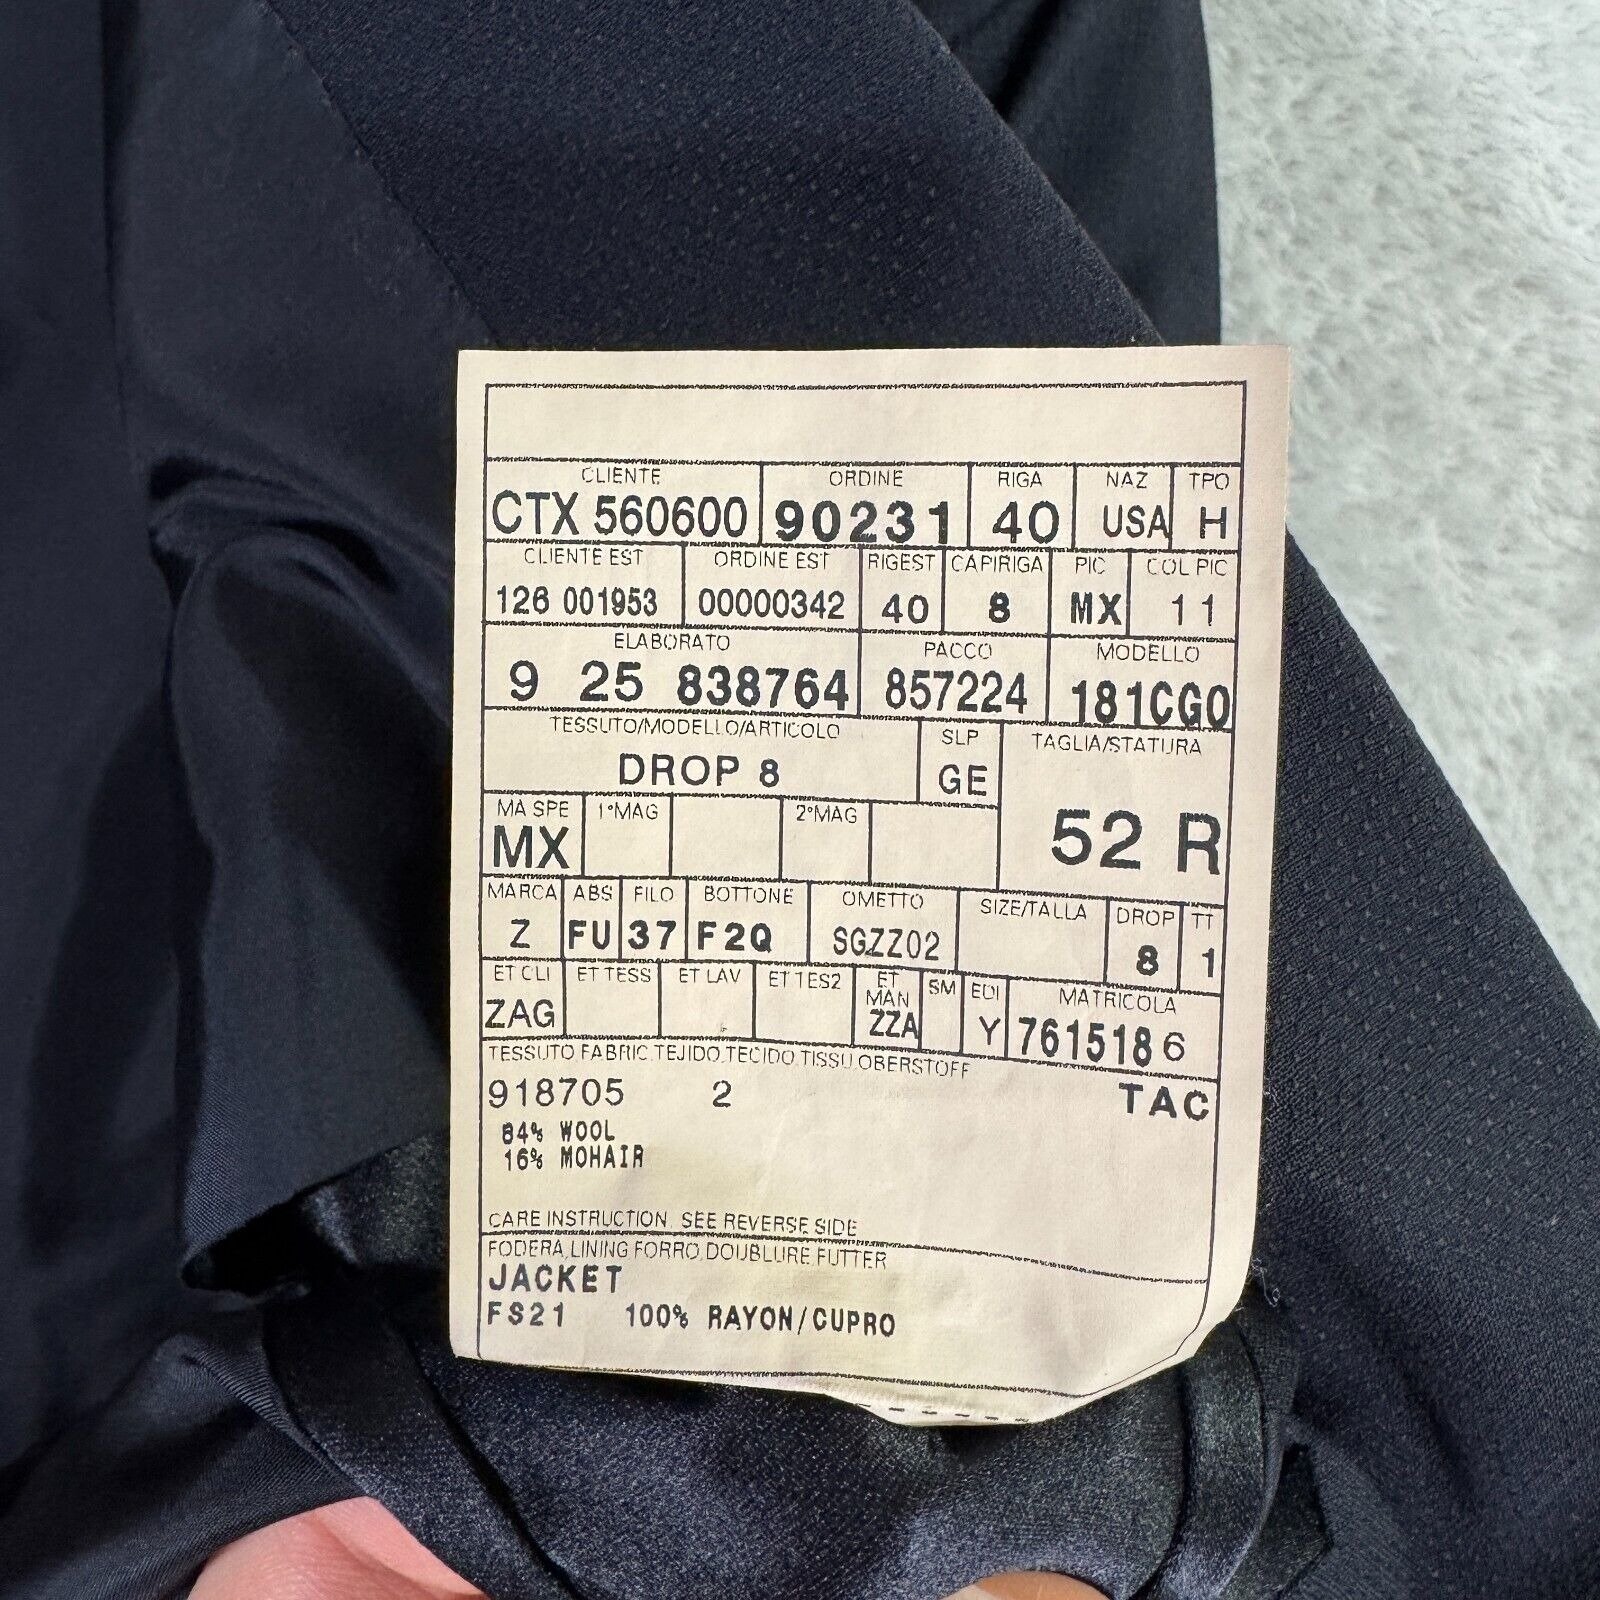 CLIENTE ORDINE RIGA NAZ TPO
CTX 560600 90231 40 USA H
CLIENTE EST ORDINE EST RIGEST CAPIRIGA PIC COL PIC
126 001953 00000342 40 8 MX 11
ELABORATO PACCO MODELLO
9 25 838764 857224 181CGO
TESSUTO/MODELLO/ARTICOLO SLP TAGLIA/STATURA
DROP 8 GE 52 R
MA SPE 1°MAG 2°MAG
MX
MARCA ABS FILO BOTTONE OMETTO SIZE/TALLA DROP TT
Z FU 37 F2Q SGZZ02 8 1
ET CLI ET TESS ET LAV ET TES2 ET MAN SM EDI MATRICOLA
ZAG ZZA Y 7615186
TESSUTO, FABRIC, TEJIDO, TECIDO, TISSU, OBERSTOFF
918705 2 TAC
84% WOOL
16% MOHAIR
CARE INSTRUCTION, SEE REVERSE SIDE
FODERA, LINING FORRO, DOUBLURE, FUTTER
JACKET
FS21 100% RAYON/CUPRO